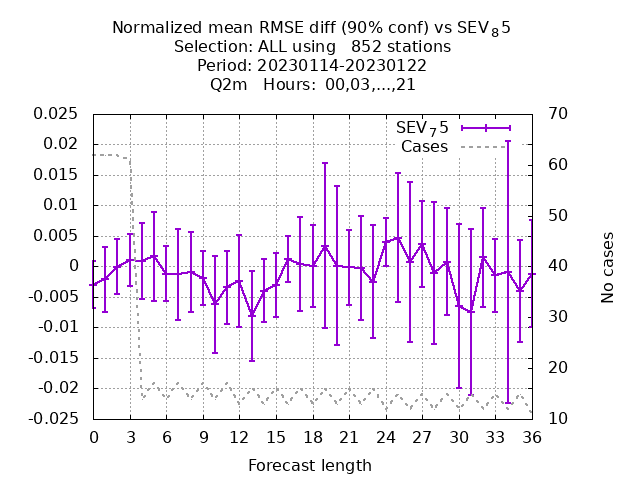 Normalized mean RMSE diff (90% conf) vs SEV₈5
Selection: ALL using   852 stations
Period: 20230114-20230122
Q2m   Hours:  00,03,...,21
SEV₇5
Cases
0.025
0.02
0.015
0.01
0.005
0
-0.005
-0.01
-0.015
-0.02
-0.025
70
60
50
40
30
20
10
No cases
0 3 6 9 12 15 18 21 24 27 30 33 36
Forecast length